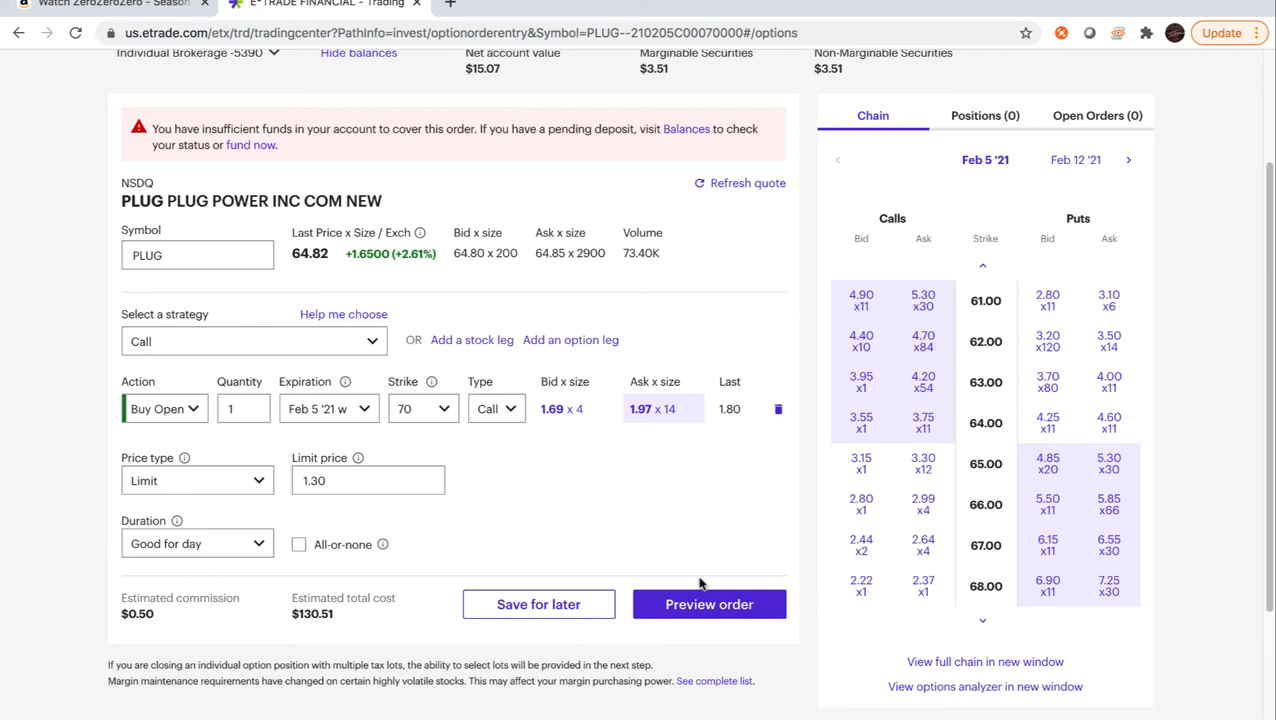 Watch ZeroZeroZero - Season
E*TRADE FINANCIAL - Trading
us.etrade.com/etx/trd/tradingcenter?PathInfo=invest/optionorderentry&Symbol=PLUG--210205C00070000#/options
Update
Individual Brokerage -5390
Hide balances
Net account value
Marginable Securities
Non-Marginable Securities
$15.07
$3.51
$3.51
You have insufficient funds in your account to cover this order. If you have a pending deposit, visit Balances to check
your status or fund now.
NSDQ
Refresh quote
PLUG PLUG POWER INC COM NEW
Symbol
Last Price x Size / Exch
Bid x size
Ask x size
Volume
PLUG
64.82
+1.6500 (+2.61%)
64.80 x 200
64.85 x 2900
73.40K
Select a strategy
Help me choose
Call
OR
Add a stock leg
Add an option leg
Action
Quantity
Expiration
Strike
Type
Bid x size
Ask x size
Last
Buy Open
1
Feb 5 '21 w
70
Call
1.69 x 4
1.97 x 14
1.80
Price type
Limit price
Limit
1.30
Duration
Good for day
All-or-none
Estimated commission
Estimated total cost
$0.50
$130.51
Save for later
Preview order
If you are closing an individual option position with multiple tax lots, the ability to select lots will be provided in the next step.
Margin maintenance requirements have changed on certain highly volatile stocks. This may affect your margin purchasing power. See complete list.
Chain
Positions (0)
Open Orders (0)
Feb 5 '21
Feb 12 '21
Calls
Puts
Bid
Ask
Strike
Bid
Ask
4.90 5.30 61.00 2.80 3.10
x11 x30 x11 x6
4.40 4.70 62.00 3.20 3.50
x10 x84 x120 x14
3.95 4.20 63.00 3.70 4.00
x1 x54 x80 x11
3.55 3.75 64.00 4.25 4.60
x1 x11 x11 x11
3.15 3.30 65.00 4.85 5.30
x1 x12 x20 x30
2.80 2.99 66.00 5.50 5.85
x1 x4 x11 x66
2.44 2.64 67.00 6.15 6.55
x2 x4 x11 x30
2.22 2.37 68.00 6.90 7.25
x1 x1 x11 x30
View full chain in new window
View options analyzer in new window